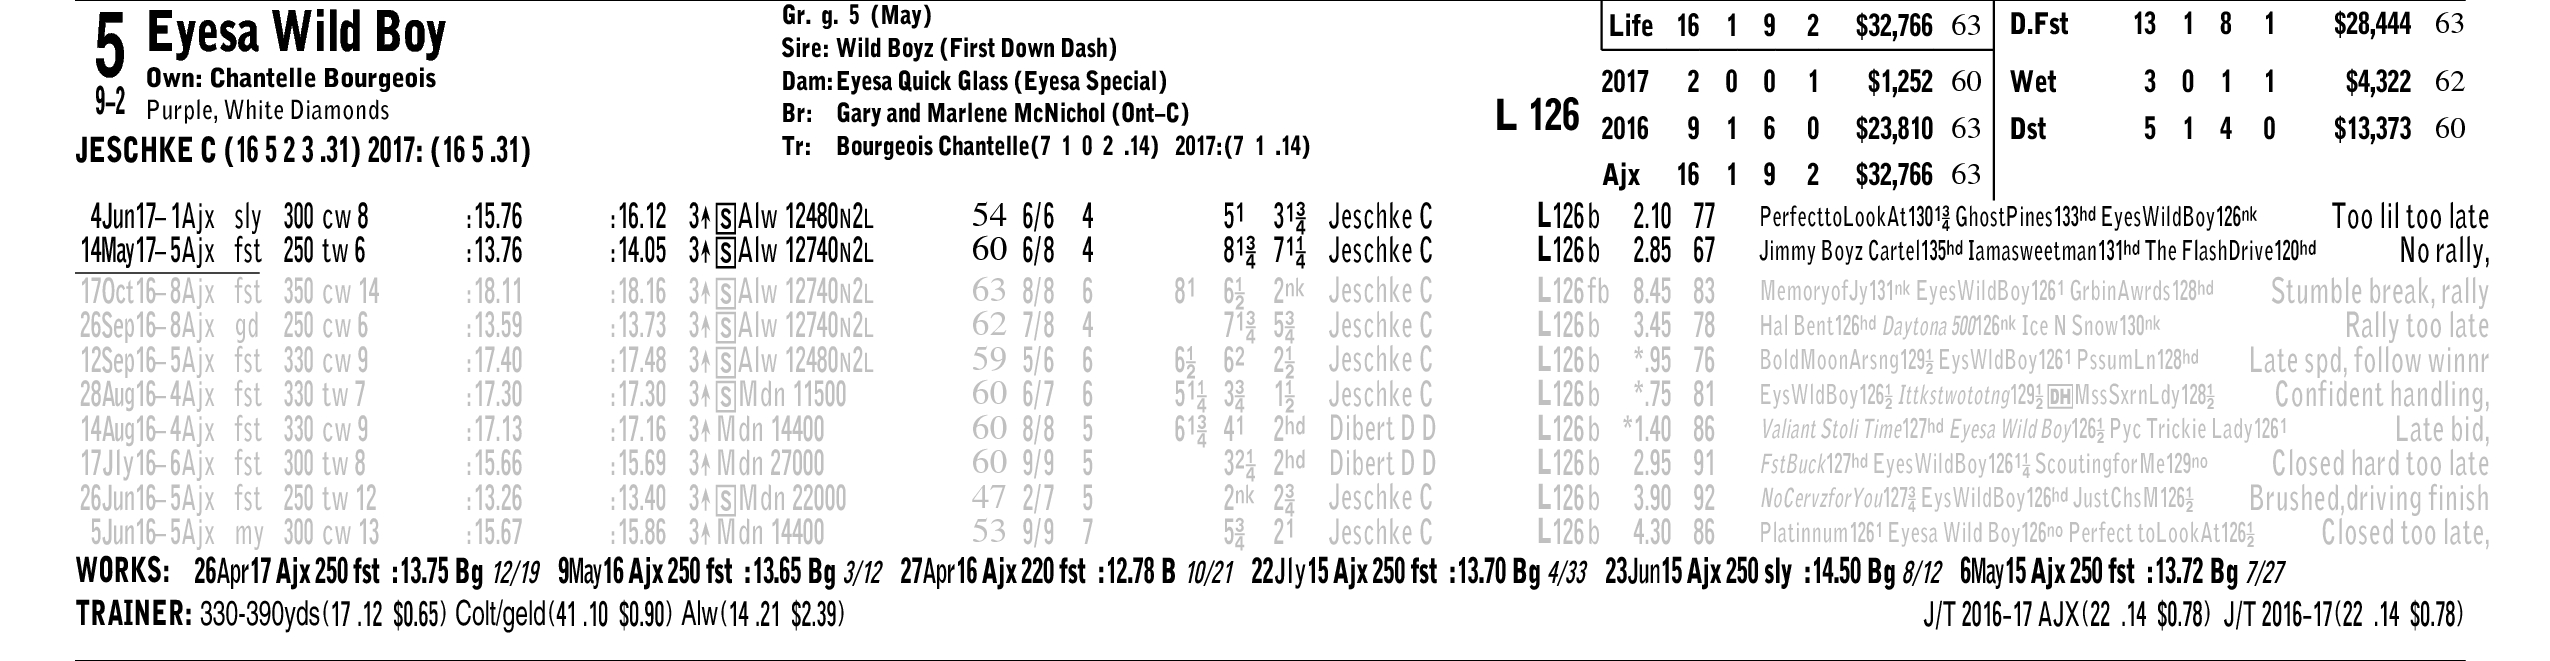 5 Eyesa Wild Boy
Own: Chantelle Bourgeois
9–2 Purple, White Diamonds
JESCHKE C (16 5 2 3 .31) 2017: (16 5 .31)
Gr. g. 5 (May)
Sire: Wild Boyz (First Down Dash)
Dam: Eyesa Quick Glass (Eyesa Special)
Br: Gary and Marlene McNichol (Ont–C)
Tr: Bourgeois Chantelle(7 1 0 2 .14) 2017:(7 1 .14)
L 126
Life 16 1 9 2 $32,766 63
2017 2 0 0 1 $1,252 60
2016 9 1 6 0 $23,810 63
Ajx 16 1 9 2 $32,766 63
D.Fst 13 1 8 1 $28,444 63
Wet 3 0 1 1 $4,322 62
Dst 5 1 4 0 $13,373 60
4Jun17–1Ajx sly 300 cw 8 :15.76 :16.12 3↑ S Alw 12480N2L 54 6/6 4 5¹ 3¹¾ Jeschke C L126 b 2.10 77 PerfecttoLookAt130¹¾ GhostPines133ʰᵈ EyesWildBoy126ⁿᵏ Too lil too late
14May17–5Ajx fst 250 tw 6 :13.76 :14.05 3↑ S Alw 12740N2L 60 6/8 4 8¹¾ 7¹¼ Jeschke C L126 b 2.85 67 Jimmy Boyz Cartel135ʰᵈ Iamasweetman131ʰᵈ The FlashDrive120ʰᵈ No rally,
17Oct16–8Ajx fst 350 cw 14 :18.11 :18.16 3↑ S Alw 12740N2L 63 8/8 6 8¹ 6½ 2ⁿᵏ Jeschke C L126 fb 8.45 83 MemoryofJy131ⁿᵏ EyesWildBoy126¹ GrbinAwrds128ʰᵈ Stumble break, rally
26Sep16–8Ajx gd 250 cw 6 :13.59 :13.73 3↑ S Alw 12740N2L 62 7/8 4 7¹¾ 5¾ Jeschke C L126 b 3.45 78 Hal Bent126ʰᵈ Daytona 500126ⁿᵏ Ice N Snow130ⁿᵏ Rally too late
12Sep16–5Ajx fst 330 cw 9 :17.40 :17.48 3↑ S Alw 12480N2L 59 5/6 6 6½ 6² 2½ Jeschke C L126 b *.95 76 BoldMoonArsng129½ EysWldBoy126¹ PssumLn128ʰᵈ Late spd, follow winnr
28Aug16–4Ajx fst 330 tw 7 :17.30 :17.30 3↑ S Mdn 11500 60 6/7 6 5¹¼ 3¾ 1½ Jeschke C L126 b *.75 81 EysWldBoy126½ Ittkstwototng129½ DH MssSxrnLdy128½ Confident handling,
14Aug16–4Ajx fst 330 cw 9 :17.13 :17.16 3↑ Mdn 14400 60 8/8 5 6¹¾ 4¹ 2ʰᵈ Dibert D D L126 b *1.40 86 Valiant Stoli Time127ʰᵈ Eyesa Wild Boy126½ Pyc Trickie Lady126¹ Late bid,
17Jly16–6Ajx fst 300 tw 8 :15.66 :15.69 3↑ Mdn 27000 60 9/9 5 3²¼ 2ʰᵈ Dibert D D L126 b 2.95 91 FstBuck127ʰᵈ EyesWildBoy126¹¼ ScoutingforMe129ⁿᵒ Closed hard too late
26Jun16–5Ajx fst 250 tw 12 :13.26 :13.40 3↑ S Mdn 22000 47 2/7 5 2ⁿᵏ 2¾ Jeschke C L126 b 3.90 92 NoCervzforYou127¾ EysWildBoy126ʰᵈ JustChsM126½ Brushed,driving finish
5Jun16–5Ajx my 300 cw 13 :15.67 :15.86 3↑ Mdn 14400 53 9/9 7 5¾ 2¹ Jeschke C L126 b 4.30 86 Platinnum126¹ Eyesa Wild Boy126ⁿᵒ Perfect toLookAt126½ Closed too late,
WORKS: 26Apr17 Ajx 250 fst :13.75 Bg 12/19 9May16 Ajx 250 fst :13.65 Bg 3/12 27Apr16 Ajx 220 fst :12.78 B 10/21 22Jly15 Ajx 250 fst :13.70 Bg 4/33 23Jun15 Ajx 250 sly :14.50 Bg 8/12 6May15 Ajx 250 fst :13.72 Bg 7/27
TRAINER: 330-390yds(17 .12 $0.65) Colt/geld(41 .10 $0.90) Alw(14 .21 $2.39) J/T 2016–17 AJX(22 .14 $0.78) J/T 2016–17(22 .14 $0.78)